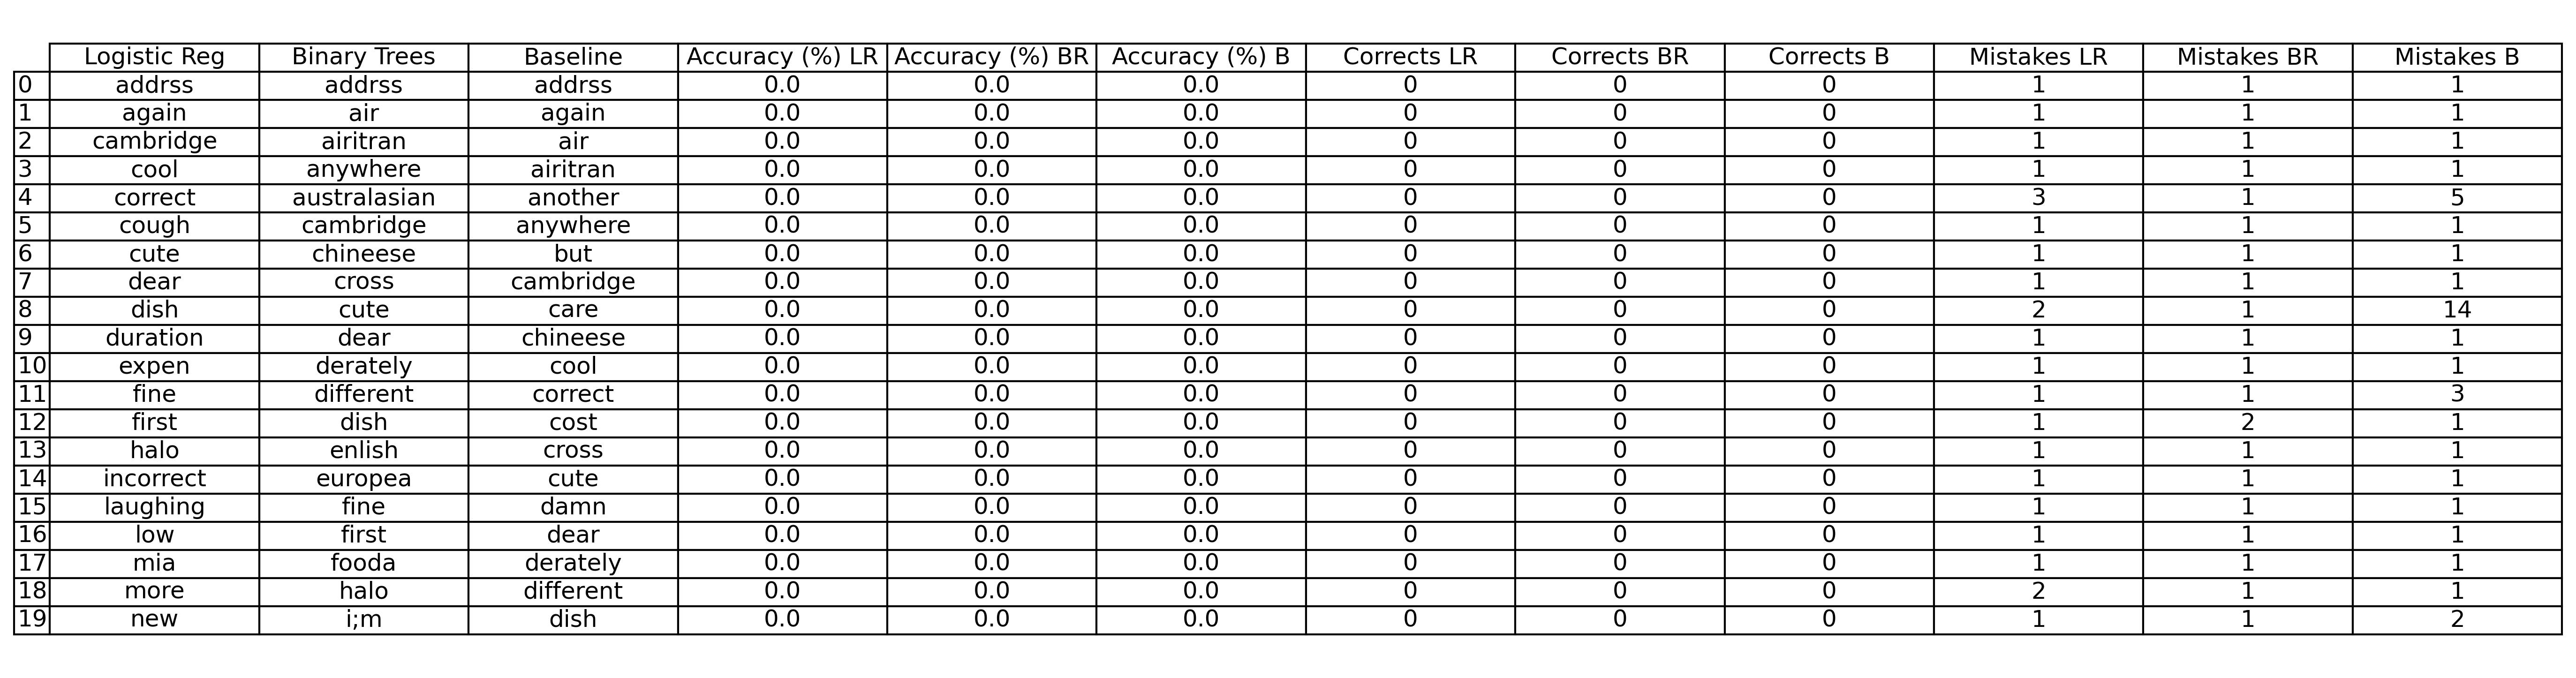 Logistic Reg Binary Trees Baseline Accuracy (%) LR Accuracy (%) BR Accuracy (%) B Corrects LR Corrects BR Corrects B Mistakes LR Mistakes BR Mistakes B
0 addrss addrss addrss 0.0 0.0 0.0 0 0 0 1 1 1
1 again air again 0.0 0.0 0.0 0 0 0 1 1 1
2 cambridge airitran air 0.0 0.0 0.0 0 0 0 1 1 1
3 cool anywhere airitran 0.0 0.0 0.0 0 0 0 1 1 1
4 correct australasian another 0.0 0.0 0.0 0 0 0 3 1 5
5 cough cambridge anywhere 0.0 0.0 0.0 0 0 0 1 1 1
6 cute chineese but 0.0 0.0 0.0 0 0 0 1 1 1
7 dear cross cambridge 0.0 0.0 0.0 0 0 0 1 1 1
8 dish cute care 0.0 0.0 0.0 0 0 0 2 1 14
9 duration dear chineese 0.0 0.0 0.0 0 0 0 1 1 1
10 expen derately cool 0.0 0.0 0.0 0 0 0 1 1 1
11 fine different correct 0.0 0.0 0.0 0 0 0 1 1 3
12 first dish cost 0.0 0.0 0.0 0 0 0 1 2 1
13 halo enlish cross 0.0 0.0 0.0 0 0 0 1 1 1
14 incorrect europea cute 0.0 0.0 0.0 0 0 0 1 1 1
15 laughing fine damn 0.0 0.0 0.0 0 0 0 1 1 1
16 low first dear 0.0 0.0 0.0 0 0 0 1 1 1
17 mia fooda derately 0.0 0.0 0.0 0 0 0 1 1 1
18 more halo different 0.0 0.0 0.0 0 0 0 2 1 1
19 new i;m dish 0.0 0.0 0.0 0 0 0 1 1 2